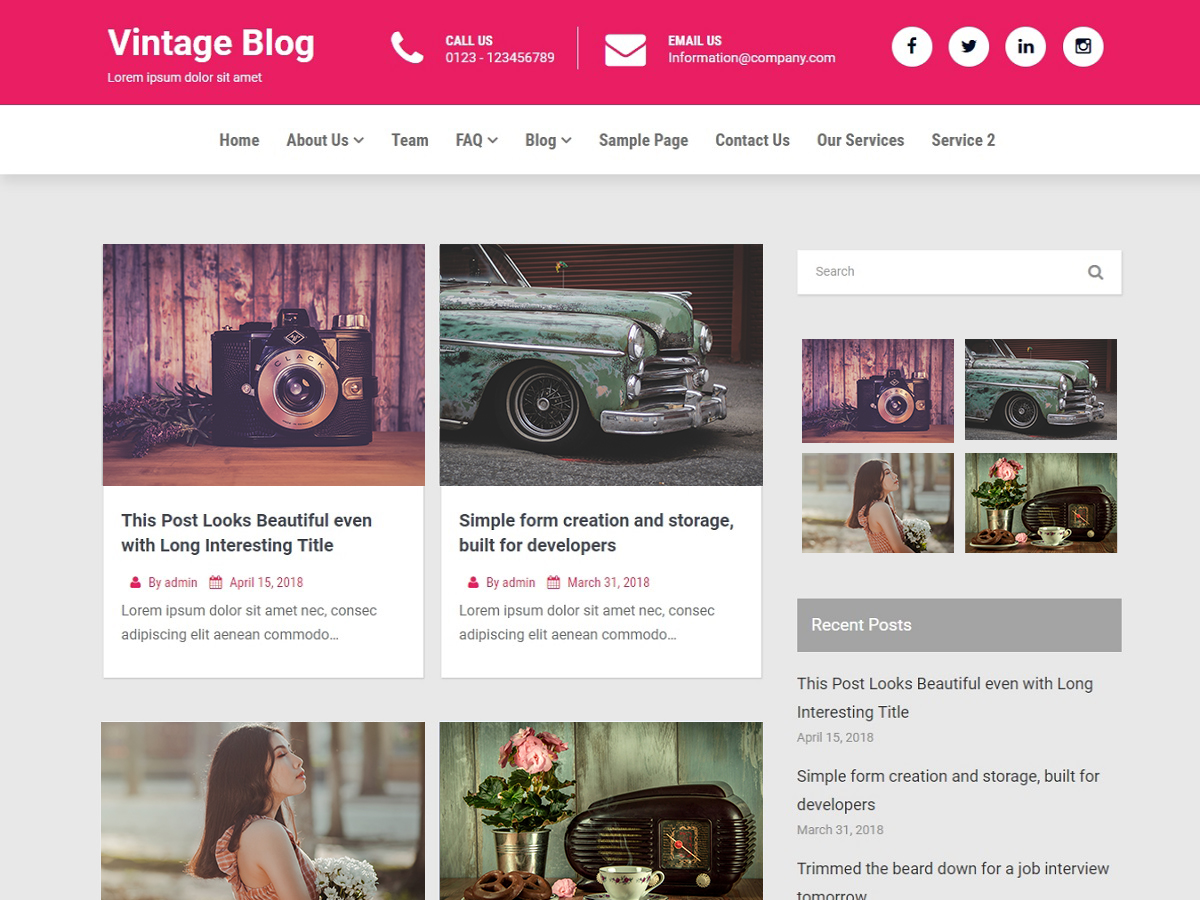 Vintage Blog
Lorem ipsum dolor sit amet
CALL US
0123 - 123456789
EMAIL US
Information@company.com
Home About Us Team FAQ Blog Sample Page Contact Us Our Services Service 2
CLACK
This Post Looks Beautiful even
with Long Interesting Title
By admin April 15, 2018
Lorem ipsum dolor sit amet nec, consec
adipiscing elit aenean commodo...
Simple form creation and storage,
built for developers
By admin March 31, 2018
Lorem ipsum dolor sit amet nec, consec
adipiscing elit aenean commodo...
Search
Recent Posts
This Post Looks Beautiful even with Long
Interesting Title
April 15, 2018
Simple form creation and storage, built for
developers
March 31, 2018
Trimmed the beard down for a job interview
tomorrow